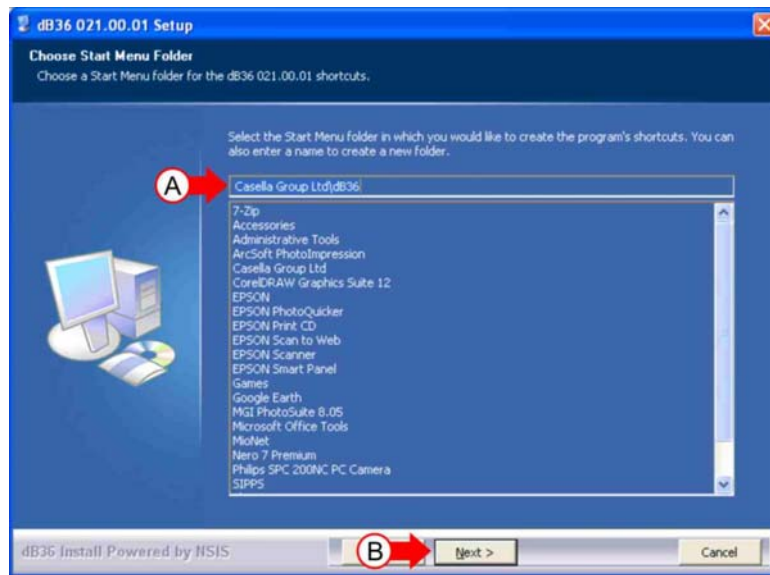 dB36 021.00.01 Setup
Choose Start Menu Folder
Choose a Start Menu folder for the dB36 021.00.01 shortcuts.
Select the Start Menu folder in which you would like to create the program's shortcuts. You can
also enter a name to create a new folder.
A
Casella Group Ltd\dB36
7-Zip
Accessories
Administrative Tools
ArcSoft PhotoImpression
Casella Group Ltd
CorelDRAW Graphics Suite 12
EPSON
EPSON PhotoQuicker
EPSON Print CD
EPSON Scan to Web
EPSON Scanner
EPSON Smart Panel
Games
Google Earth
MGI PhotoSuite 8.05
Microsoft Office Tools
MioNet
Nero 7 Premium
Philips SPC 200NC PC Camera
SIPPS
dB36 Install Powered by NSIS
B
Next >
Cancel